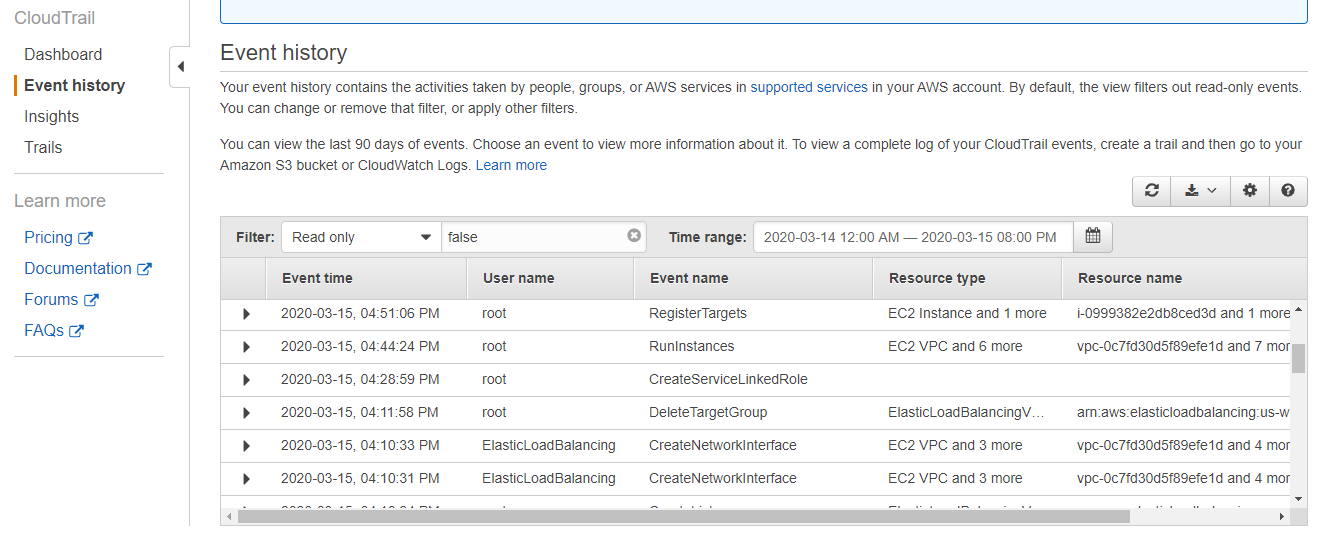 CloudTrail
Dashboard
Event history
Insights
Trails
Learn more
Pricing
Documentation
Forums
FAQs
Event history
Your event history contains the activities taken by people, groups, or AWS services in supported services in your AWS account. By default, the view filters out read-only events.
You can change or remove that filter, or apply other filters.
You can view the last 90 days of events. Choose an event to view more information about it. To view a complete log of your CloudTrail events, create a trail and then go to your
Amazon S3 bucket or CloudWatch Logs. Learn more
Filter: Read only false Time range: 2020-03-14 12:00 AM — 2020-03-15 08:00 PM
Event time User name Event name Resource type Resource name
2020-03-15, 04:51:06 PM root RegisterTargets EC2 Instance and 1 more i-0999382e2db8ced3d and 1 more
2020-03-15, 04:44:24 PM root RunInstances EC2 VPC and 6 more vpc-0c7fd30d5f89efe1d and 7 mor
2020-03-15, 04:28:59 PM root CreateServiceLinkedRole
2020-03-15, 04:11:58 PM root DeleteTargetGroup ElasticLoadBalancingV... arn:aws:elasticloadbalancing:us-w
2020-03-15, 04:10:33 PM ElasticLoadBalancing CreateNetworkInterface EC2 VPC and 3 more vpc-0c7fd30d5f89efe1d and 4 mor
2020-03-15, 04:10:31 PM ElasticLoadBalancing CreateNetworkInterface EC2 VPC and 3 more vpc-0c7fd30d5f89efe1d and 4 mor